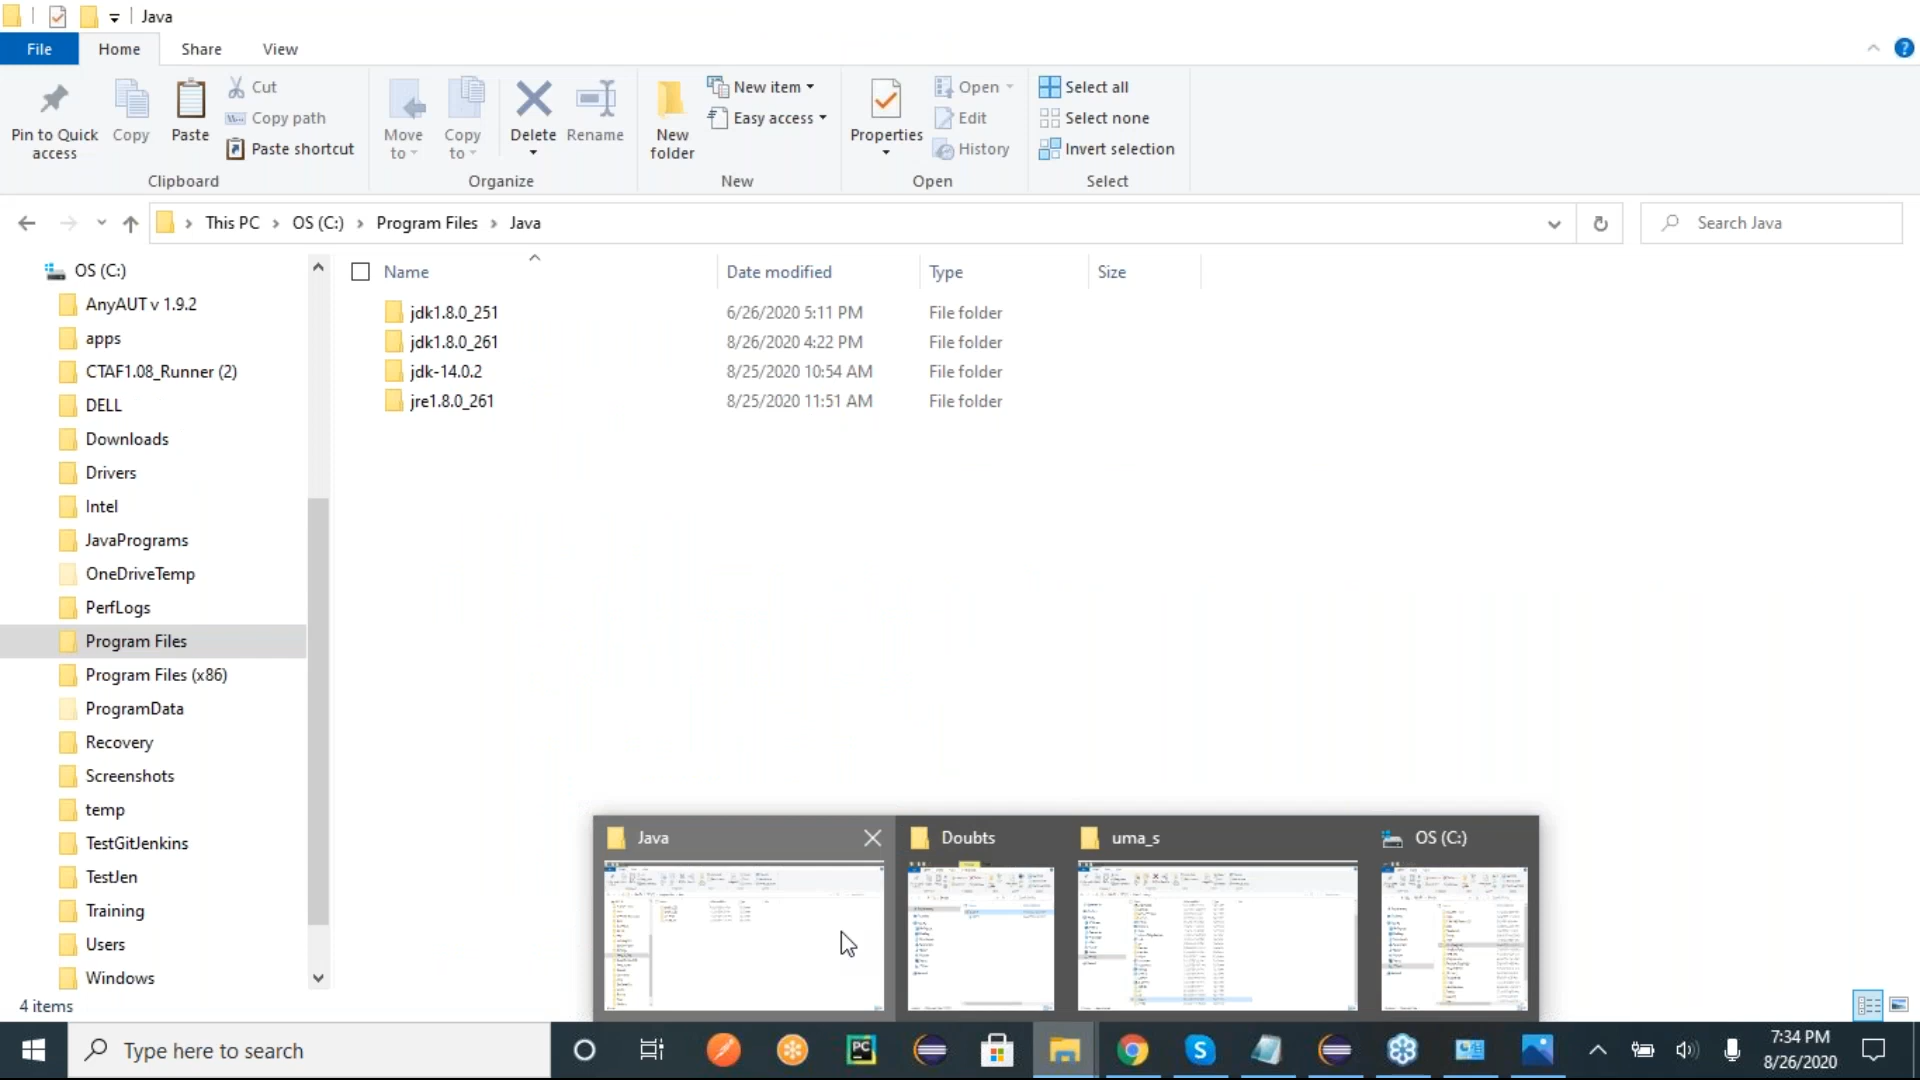 Java
File Home Share View
Pin to Quick access
Copy
Paste
Cut
Copy path
Paste shortcut
Clipboard
Move to
Copy to
Delete
Rename
Organize
New folder
New item
Easy access
New
Properties
Open
Edit
History
Open
Select all
Select none
Invert selection
Select
This PC OS (C:) Program Files Java
Search Java
OS (C:)
AnyAUT v 1.9.2
apps
CTAF1.08_Runner (2)
DELL
Downloads
Drivers
Intel
JavaPrograms
OneDriveTemp
PerfLogs
Program Files
Program Files (x86)
ProgramData
Recovery
Screenshots
temp
TestGitJenkins
TestJen
Training
Users
Windows
Name Date modified Type Size
jdk1.8.0_251 6/26/2020 5:11 PM File folder
jdk1.8.0_261 8/26/2020 4:22 PM File folder
jdk-14.0.2 8/25/2020 10:54 AM File folder
jre1.8.0_261 8/25/2020 11:51 AM File folder
Java Doubts uma_s OS (C:)
4 items
Type here to search
PC
S
7:34 PM
8/26/2020